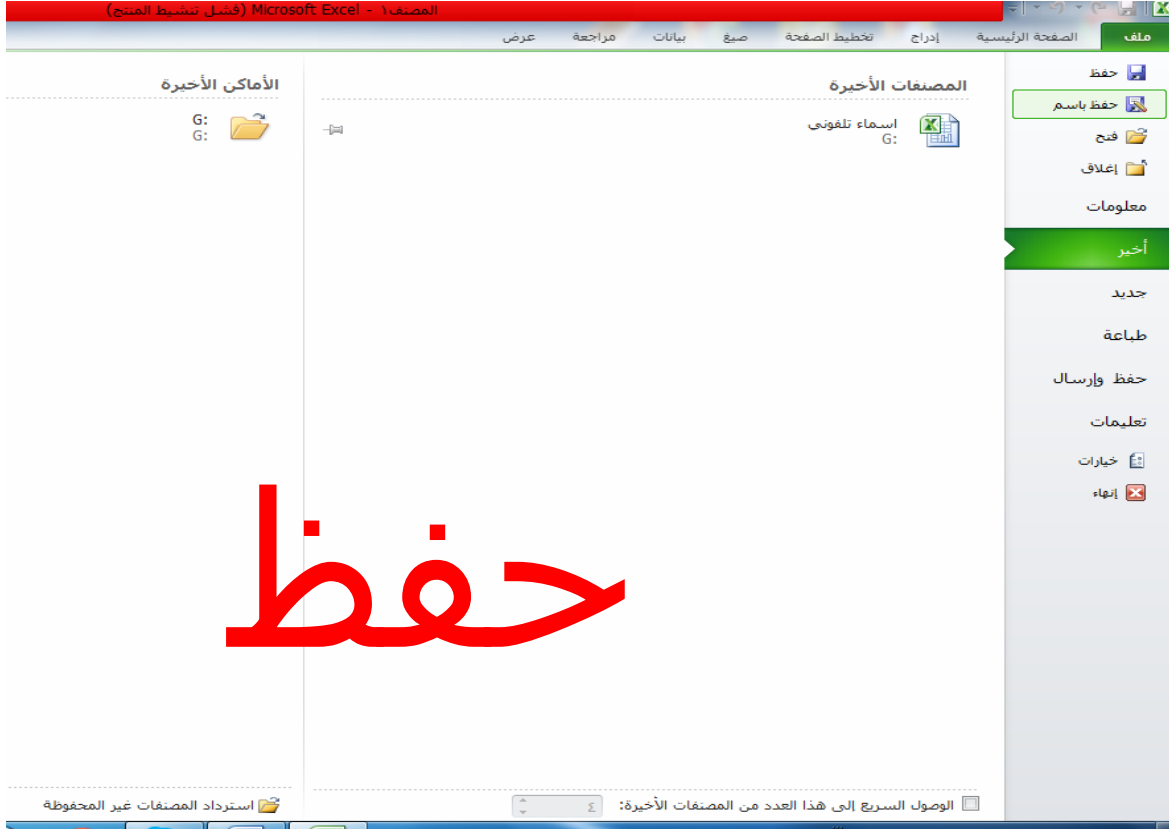 المصنف١ - Microsoft Excel (فشل تنشيط المنتج)
ملف
الصفحة الرئيسية
إدراج
تخطيط الصفحة
صيغ
بيانات
مراجعة
عرض
حفظ
حفظ باسم
فتح
إغلاق
معلومات
أخير
جديد
طباعة
حفظ وإرسال
تعليمات
خيارات
إنهاء
المصنفات الأخيرة
اسماء تلفوني
G:
الأماكن الأخيرة
G:
G:
حفظ
الوصول السريع إلى هذا العدد من المصنفات الأخيرة: ٤
استرداد المصنفات غير المحفوظة